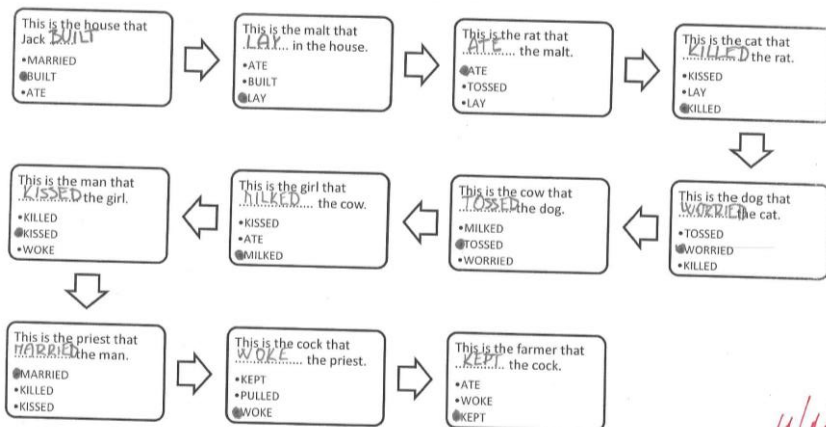 This is the house that
Jack BUILT
•MARRIED
•BUILT
•ATE
This is the malt that
LAY... in the house.
•ATE
•BUILT
•LAY
This is the rat that
ATE the malt.
•ATE
•TOSSED
•LAY
This is the cat that
KILLED the rat.
•KISSED
•LAY
•KILLED
This is the dog that
WORRIED the cat.
•TOSSED
•WORRIED
•KILLED
This is the cow that
TOSSED the dog.
•MILKED
•TOSSED
•WORRIED
This is the girl that
MILKED the cow.
•KISSED
•ATE
•MILKED
This is the man that
KISSED the girl.
•KILLED
•KISSED
•WOKE
This is the priest that
MARRIED the man.
•MARRIED
•KILLED
•KISSED
This is the cock that
WOKE the priest.
•KEPT
•PULLED
•WOKE
This is the farmer that
KEPT the cock.
•ATE
•WOKE
•KEPT